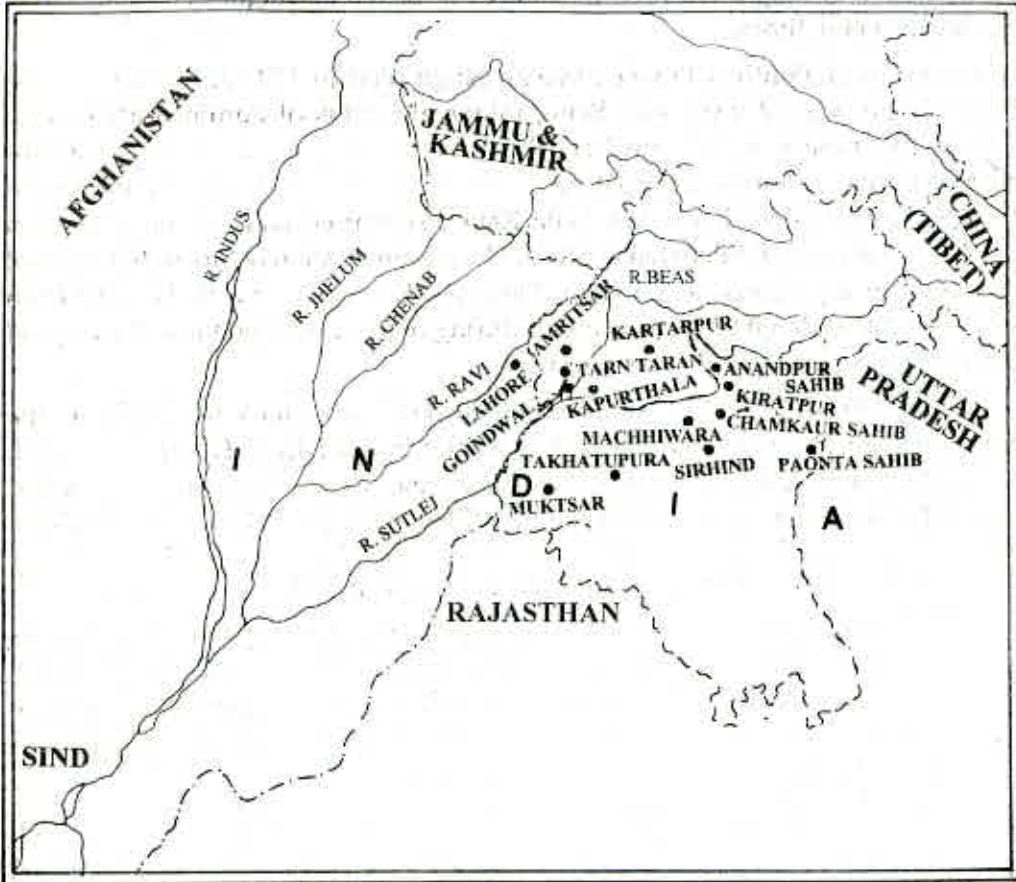 AFGHANISTAN
JAMMU &
KASHMIR
CHINA
(TIBET)
R. INDUS
R. JHELUM
R. CHENAB
R. BEAS
R. RAVI
LAHORE
AMRITSAR
KARTARPUR
TARN TARAN
ANANDPUR
SAHIB
UTTAR
PRADESH
KAPURTHALA
KIRATPUR
GOINDWAL
CHAMKAUR SAHIB
MACHHIWARA
I N D I A
TAKHATUPURA
SIRHIND
PAONTA SAHIB
MUKTSAR
R. SUTLEJ
RAJASTHAN
SIND